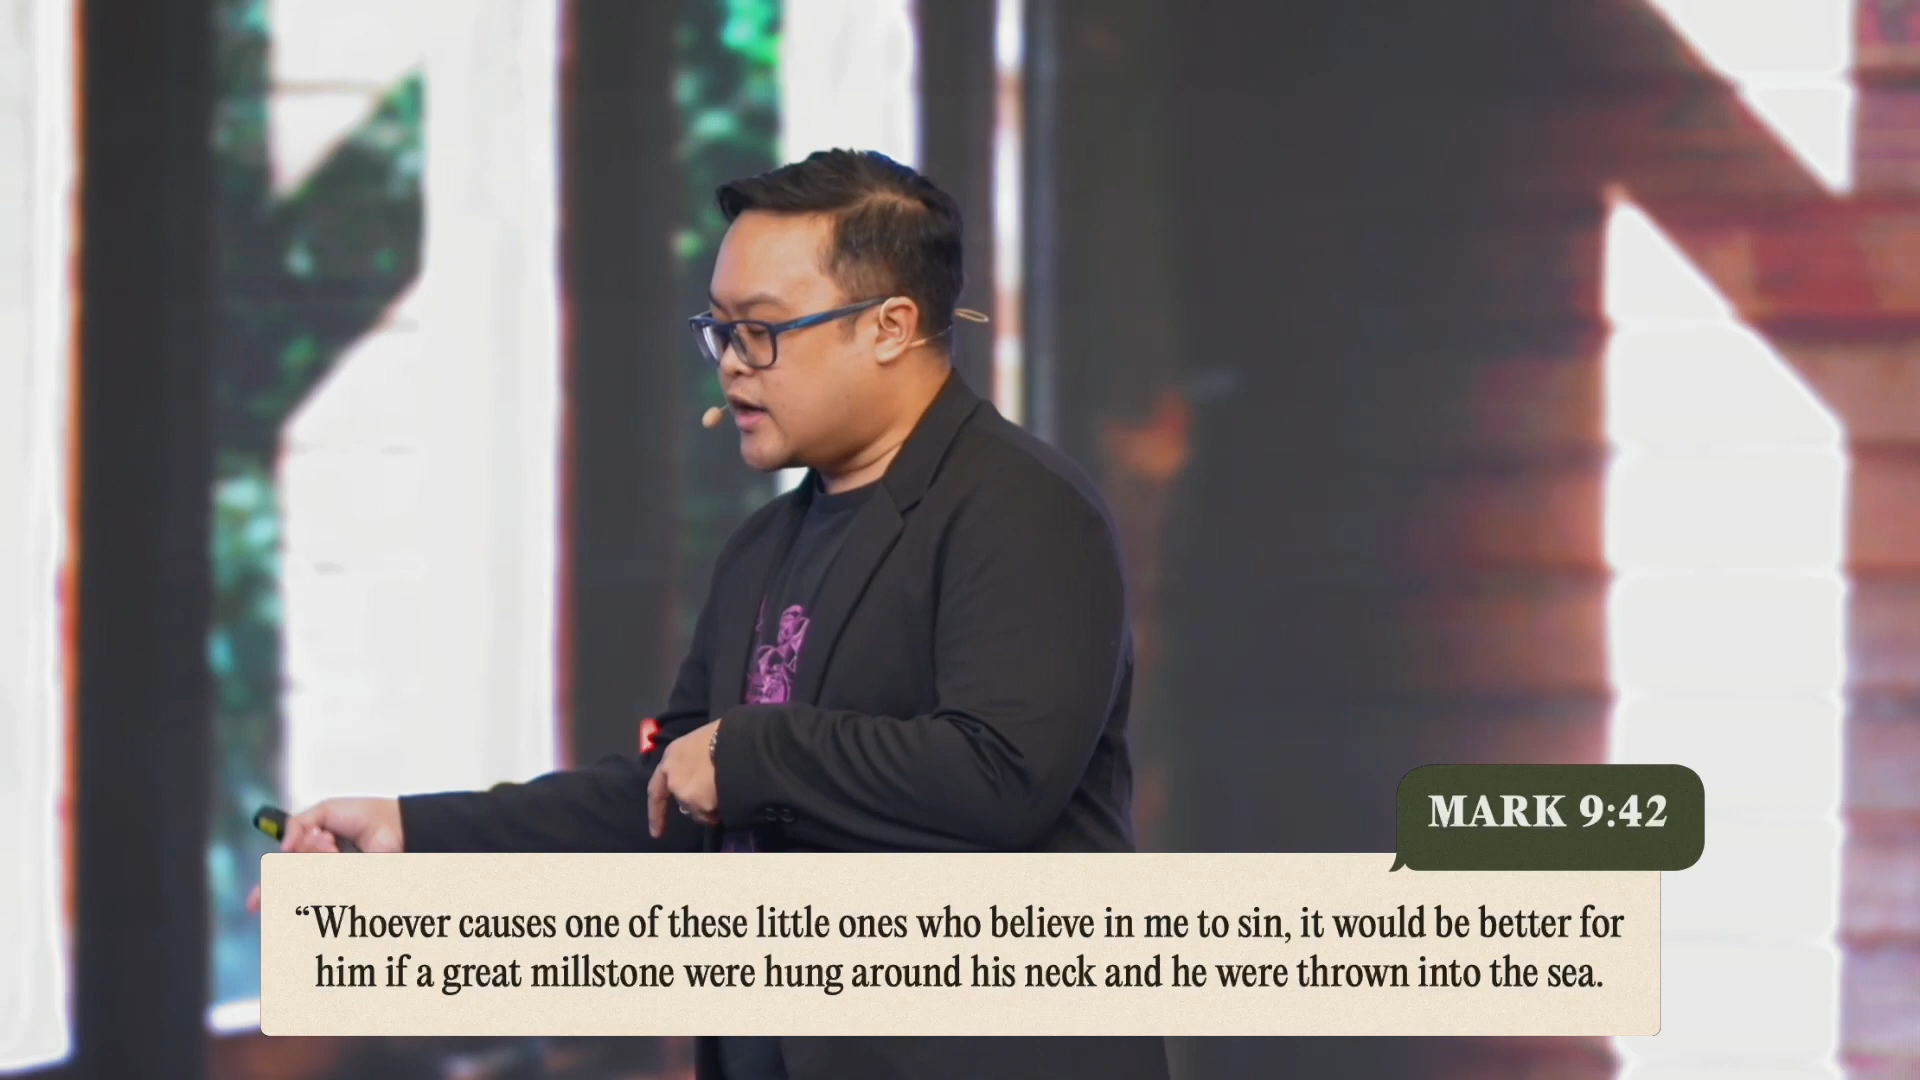 MARK 9:42
“Whoever causes one of these little ones who believe in me to sin, it would be better for
him if a great millstone were hung around his neck and he were thrown into the sea.